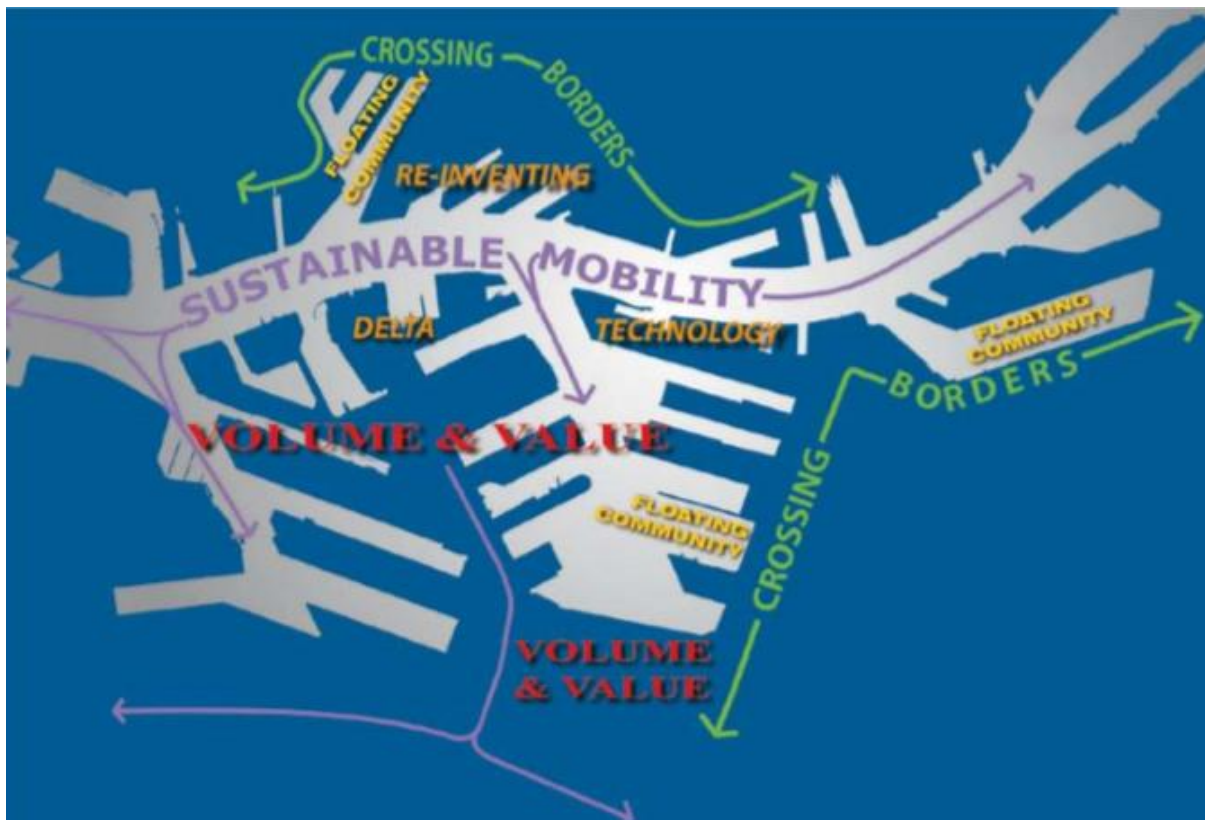 CROSSING BORDERS
FLOATING
COMMUNITY
RE-INVENTING
SUSTAINABLE MOBILITY
DELTA
TECHNOLOGY
FLOATING
COMMUNITY
CROSSING BORDERS
VOLUME & VALUE
FLOATING
COMMUNITY
VOLUME
& VALUE